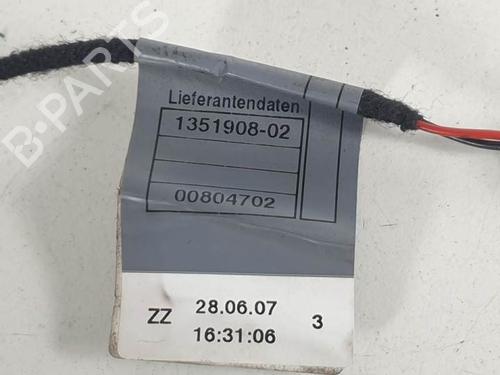 B-PARTS
Lieferantendaten
1351908-02
00804702
ZZ 28.06.07 3
16:31:06